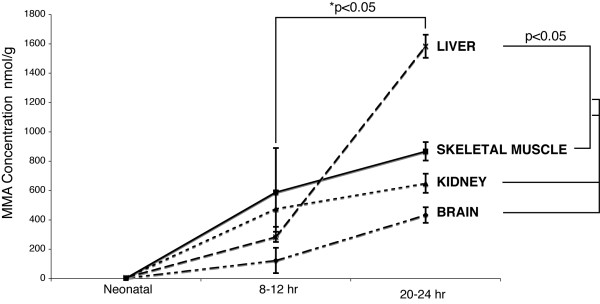 *p<0.05
1800
1600
1400
1200
1000
800
600
400
200
0
MMA Concentration nmol/g
LIVER
p<0.05
SKELETAL MUSCLE
KIDNEY
BRAIN
Neonatal
8-12 hr
20-24 hr